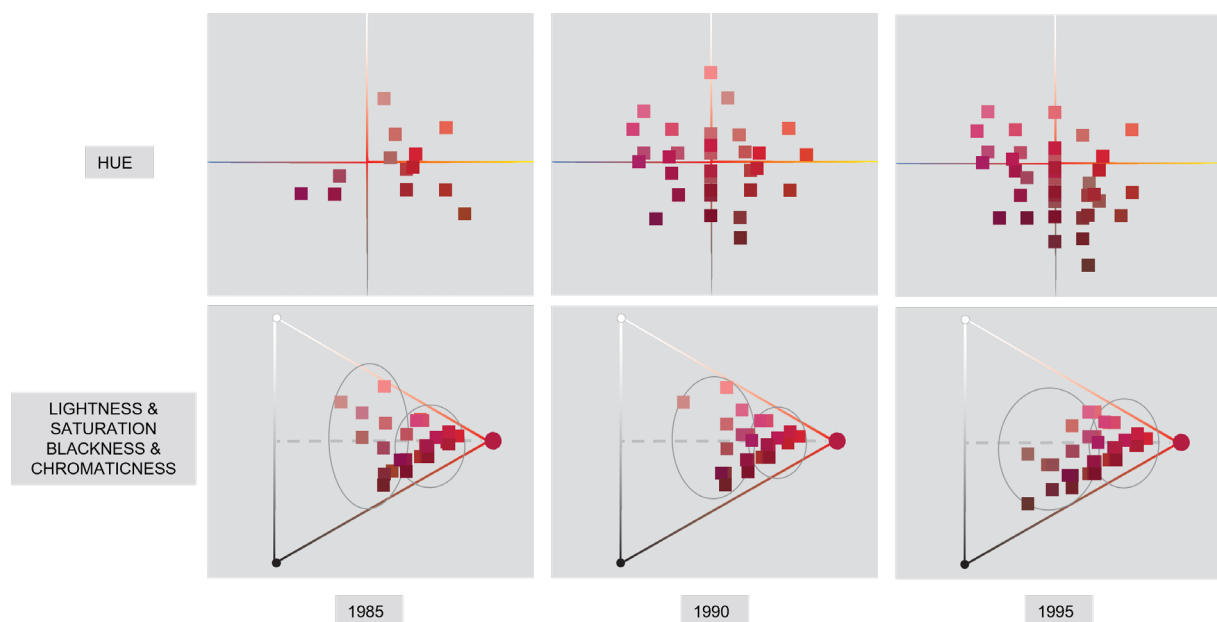 HUE
LIGHTNESS &
SATURATION
BLACKNESS &
CHROMATICNESS
1985
1990
1995